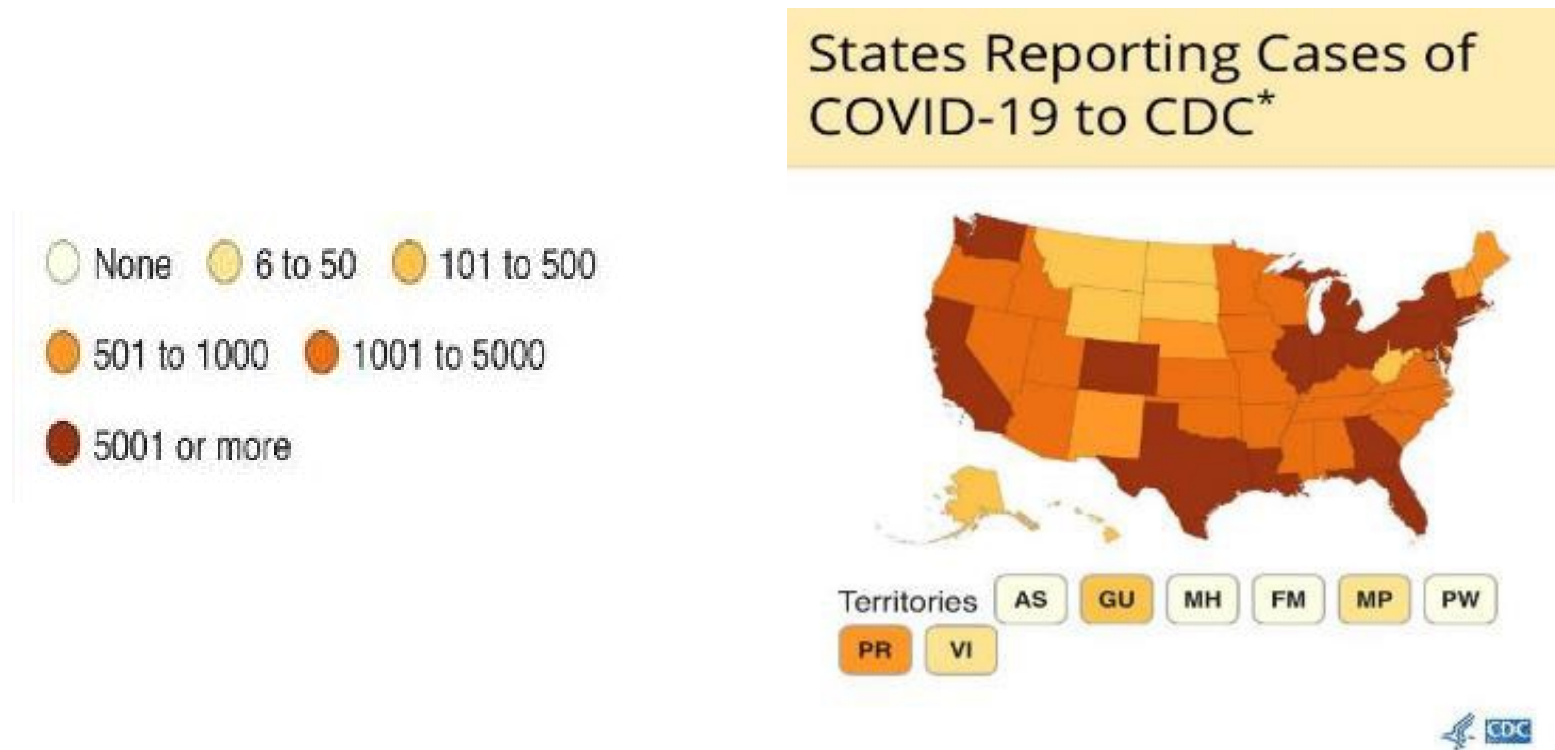 States Reporting Cases of
COVID-19 to CDC*
None 6 to 50 101 to 500
501 to 1000 1001 to 5000
5001 or more
Territories AS GU MH FM MP PW
PR VI
CDC